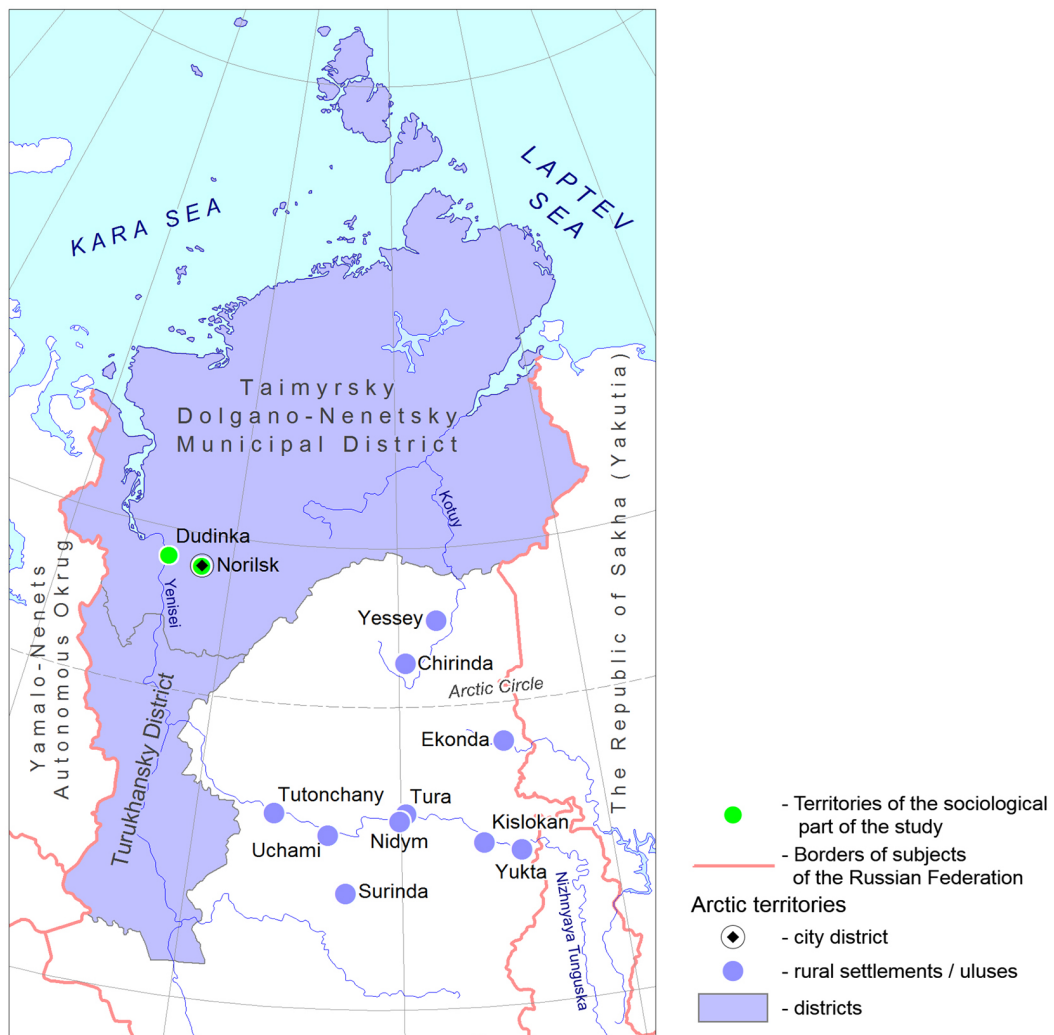 KARA SEA
LAPTEV
SEA
Taimyrsky
Dolgano-Nenetsky
Municipal District
Kotuy
Dudinka
Norilsk
Yenisei
Yamalo-Nenets
Autonomous Okrug
The Republic of Sakha (Yakutia)
Yessey
Chirinda
Arctic Circle
Turukhansky District
Ekonda
Tutonchany
Tura
Kislokan
Uchami
Nidym
Yukta
Surinda
Nizhnyaya Tunguska
- Territories of the sociological
part of the study
- Borders of subjects
of the Russian Federation
Arctic territories
- city district
- rural settlements / uluses
- districts